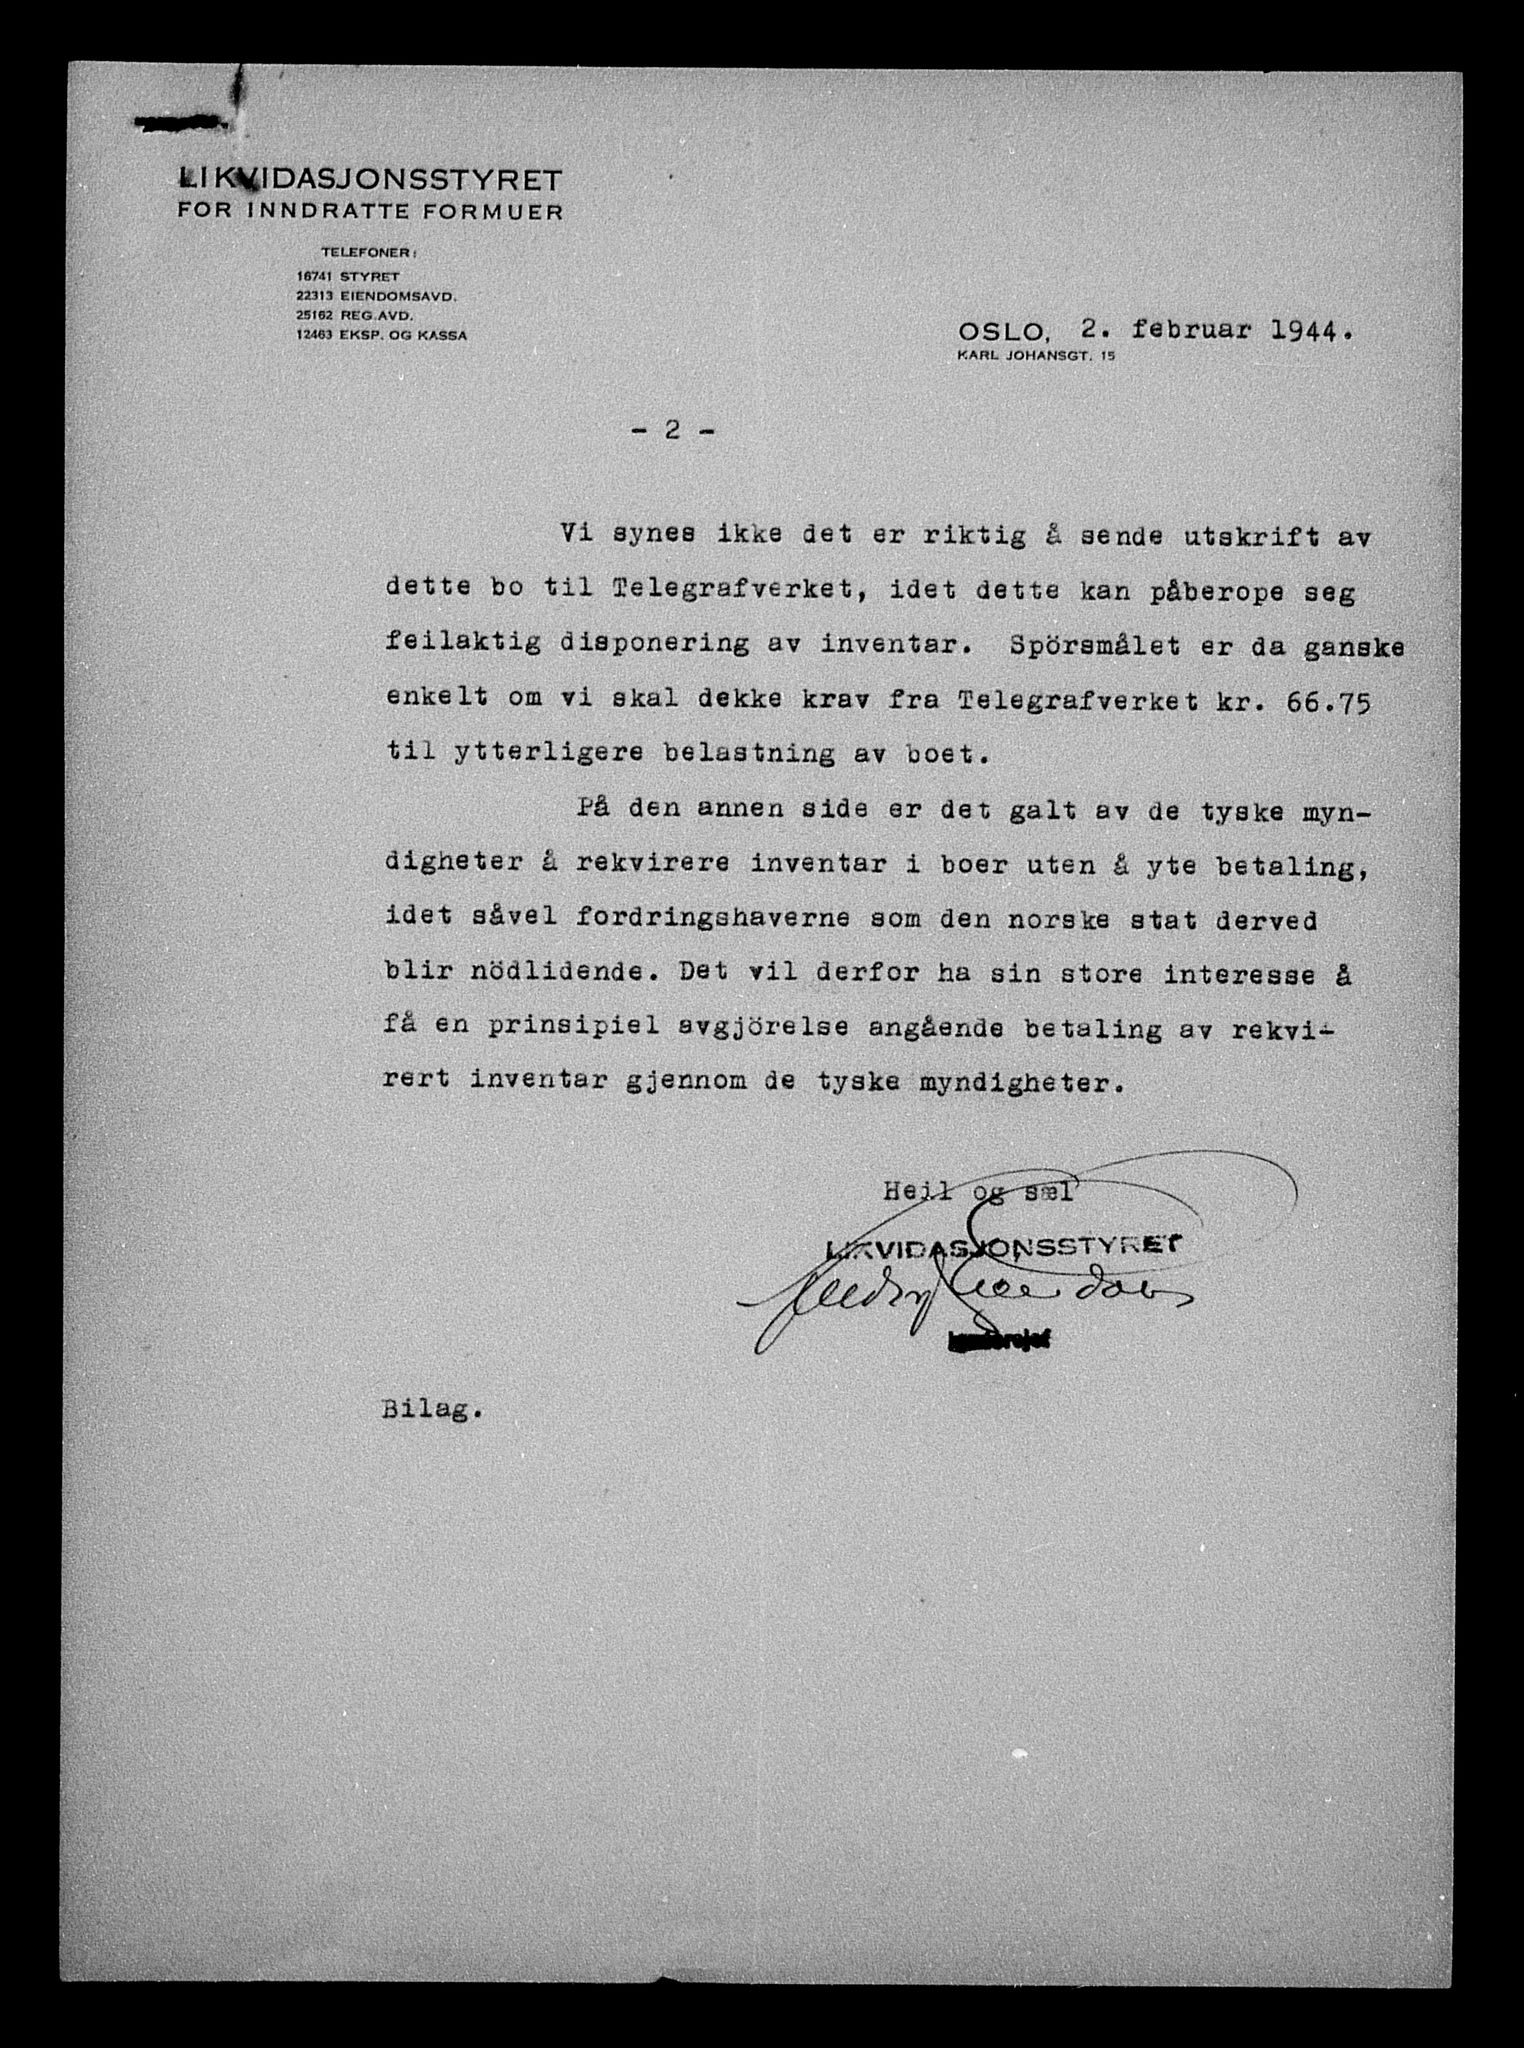 LIKVIDASJONSSTYRET
FOR INNDRATTE FORMUER
TELEFONER:
16741 STYRET
22313 EIENDOMSAVD.
25162 REG.AVD.
12463 EKSP. OG KASSA
OSLO, 2. februar 1944.
KARL JOHANSGT. 15
- 2 -
Vi synes ikke det er riktig å sende utskrift av
dette bo til Telegrafverket, idet dette kan påberope seg
feilaktig disponering av inventar. Spörsmålet er da ganske
enkelt om vi skal dekke krav fra Telegrafverket kr. 66.75
til ytterligere belastning av boet.
På den annen side er det galt av de tyske myn-
digheter å rekvirere inventar i boer uten å yte betaling,
idet såvel fordringshaverne som den norske stat derved
blir nödlidende. Det vil derfor ha sin store interesse å
få en prinsipiel avgjörelse angående betaling av rekvi-
rert inventar gjennom de tyske myndigheter.
Heil og sæl
LIKVIDASJONSSTYRET
Bilag.